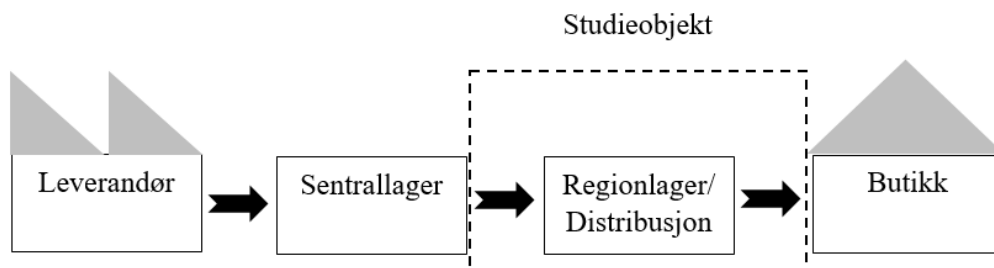 Studieobjekt
Leverandør
Sentrallager
Regionlager/
Distribusjon
Butikk